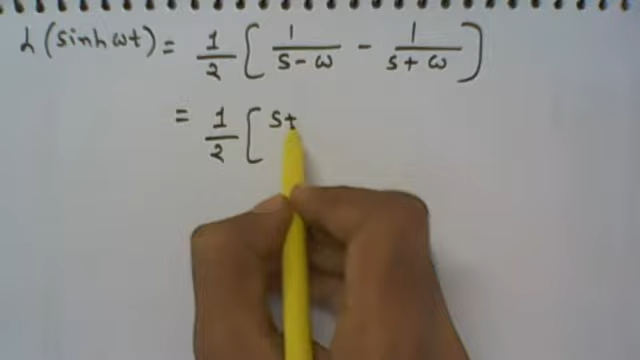 L (sinh ωt) = 1/2 [ 1/(s - ω) - 1/(s + ω) ]
= 1/2 [ s+